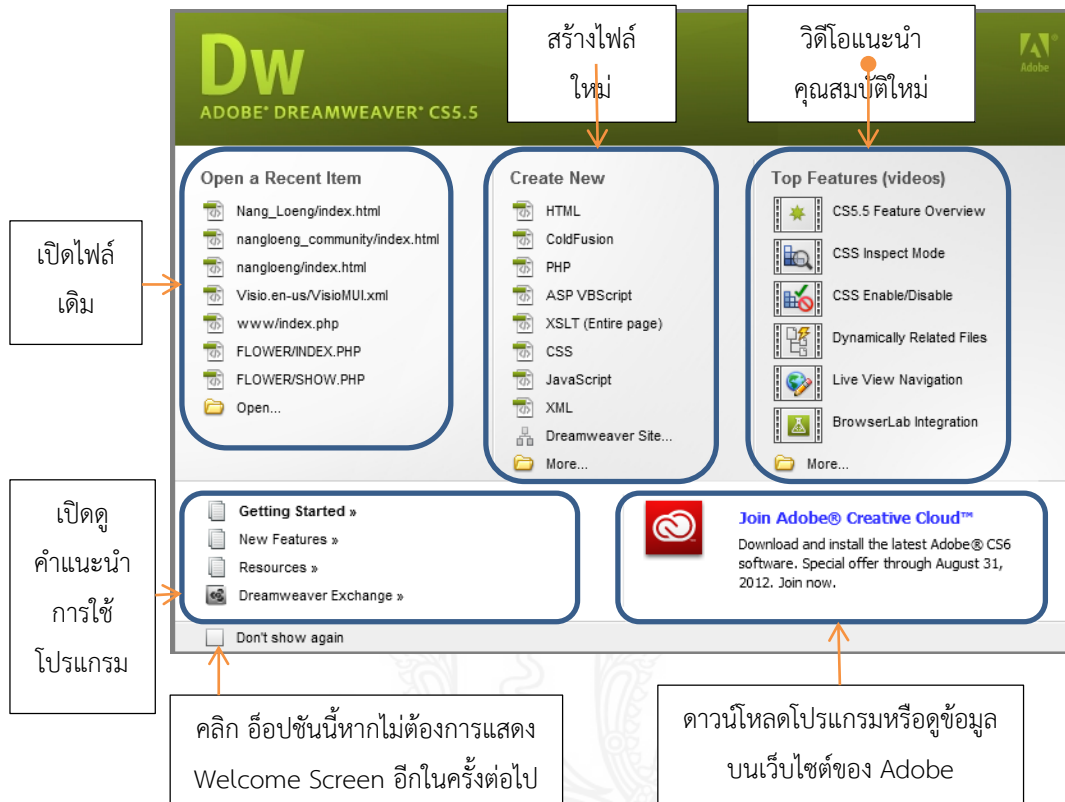 สร้างไฟล์
ใหม่
วิดีโอแนะนำ
คุณสมบัติใหม่
Dw
ADOBE® DREAMWEAVER® CS5.5
Adobe
เปิดไฟล์
เดิม
Open a Recent Item
Nang_Loeng/index.html
nangloeng_community/index.html
nangloeng/index.html
Visio.en-us/VisioMUI.xml
www/index.php
FLOWER/INDEX.PHP
FLOWER/SHOW.PHP
Open...
Create New
HTML
ColdFusion
PHP
ASP VBScript
XSLT (Entire page)
CSS
JavaScript
XML
Dreamweaver Site...
More...
Top Features (videos)
CS5.5 Feature Overview
CSS Inspect Mode
CSS Enable/Disable
Dynamically Related Files
Live View Navigation
BrowserLab Integration
More...
เปิดดู
คำแนะนำ
การใช้
โปรแกรม
Getting Started »
New Features »
Resources »
Dreamweaver Exchange »
Join Adobe® Creative Cloud™
Download and install the latest Adobe® CS6
software. Special offer through August 31,
2012. Join now.
Don't show again
คลิก อ็อปชันนี้หากไม่ต้องการแสดง
Welcome Screen อีกในครั้งต่อไป
ดาวน์โหลดโปรแกรมหรือดูข้อมูล
บนเว็บไซต์ของ Adobe